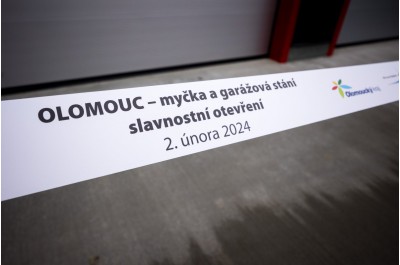 OLOMOUC – myčka a garážová stání
slavnostní otevření
2. února 2024
Olomoucký kraj